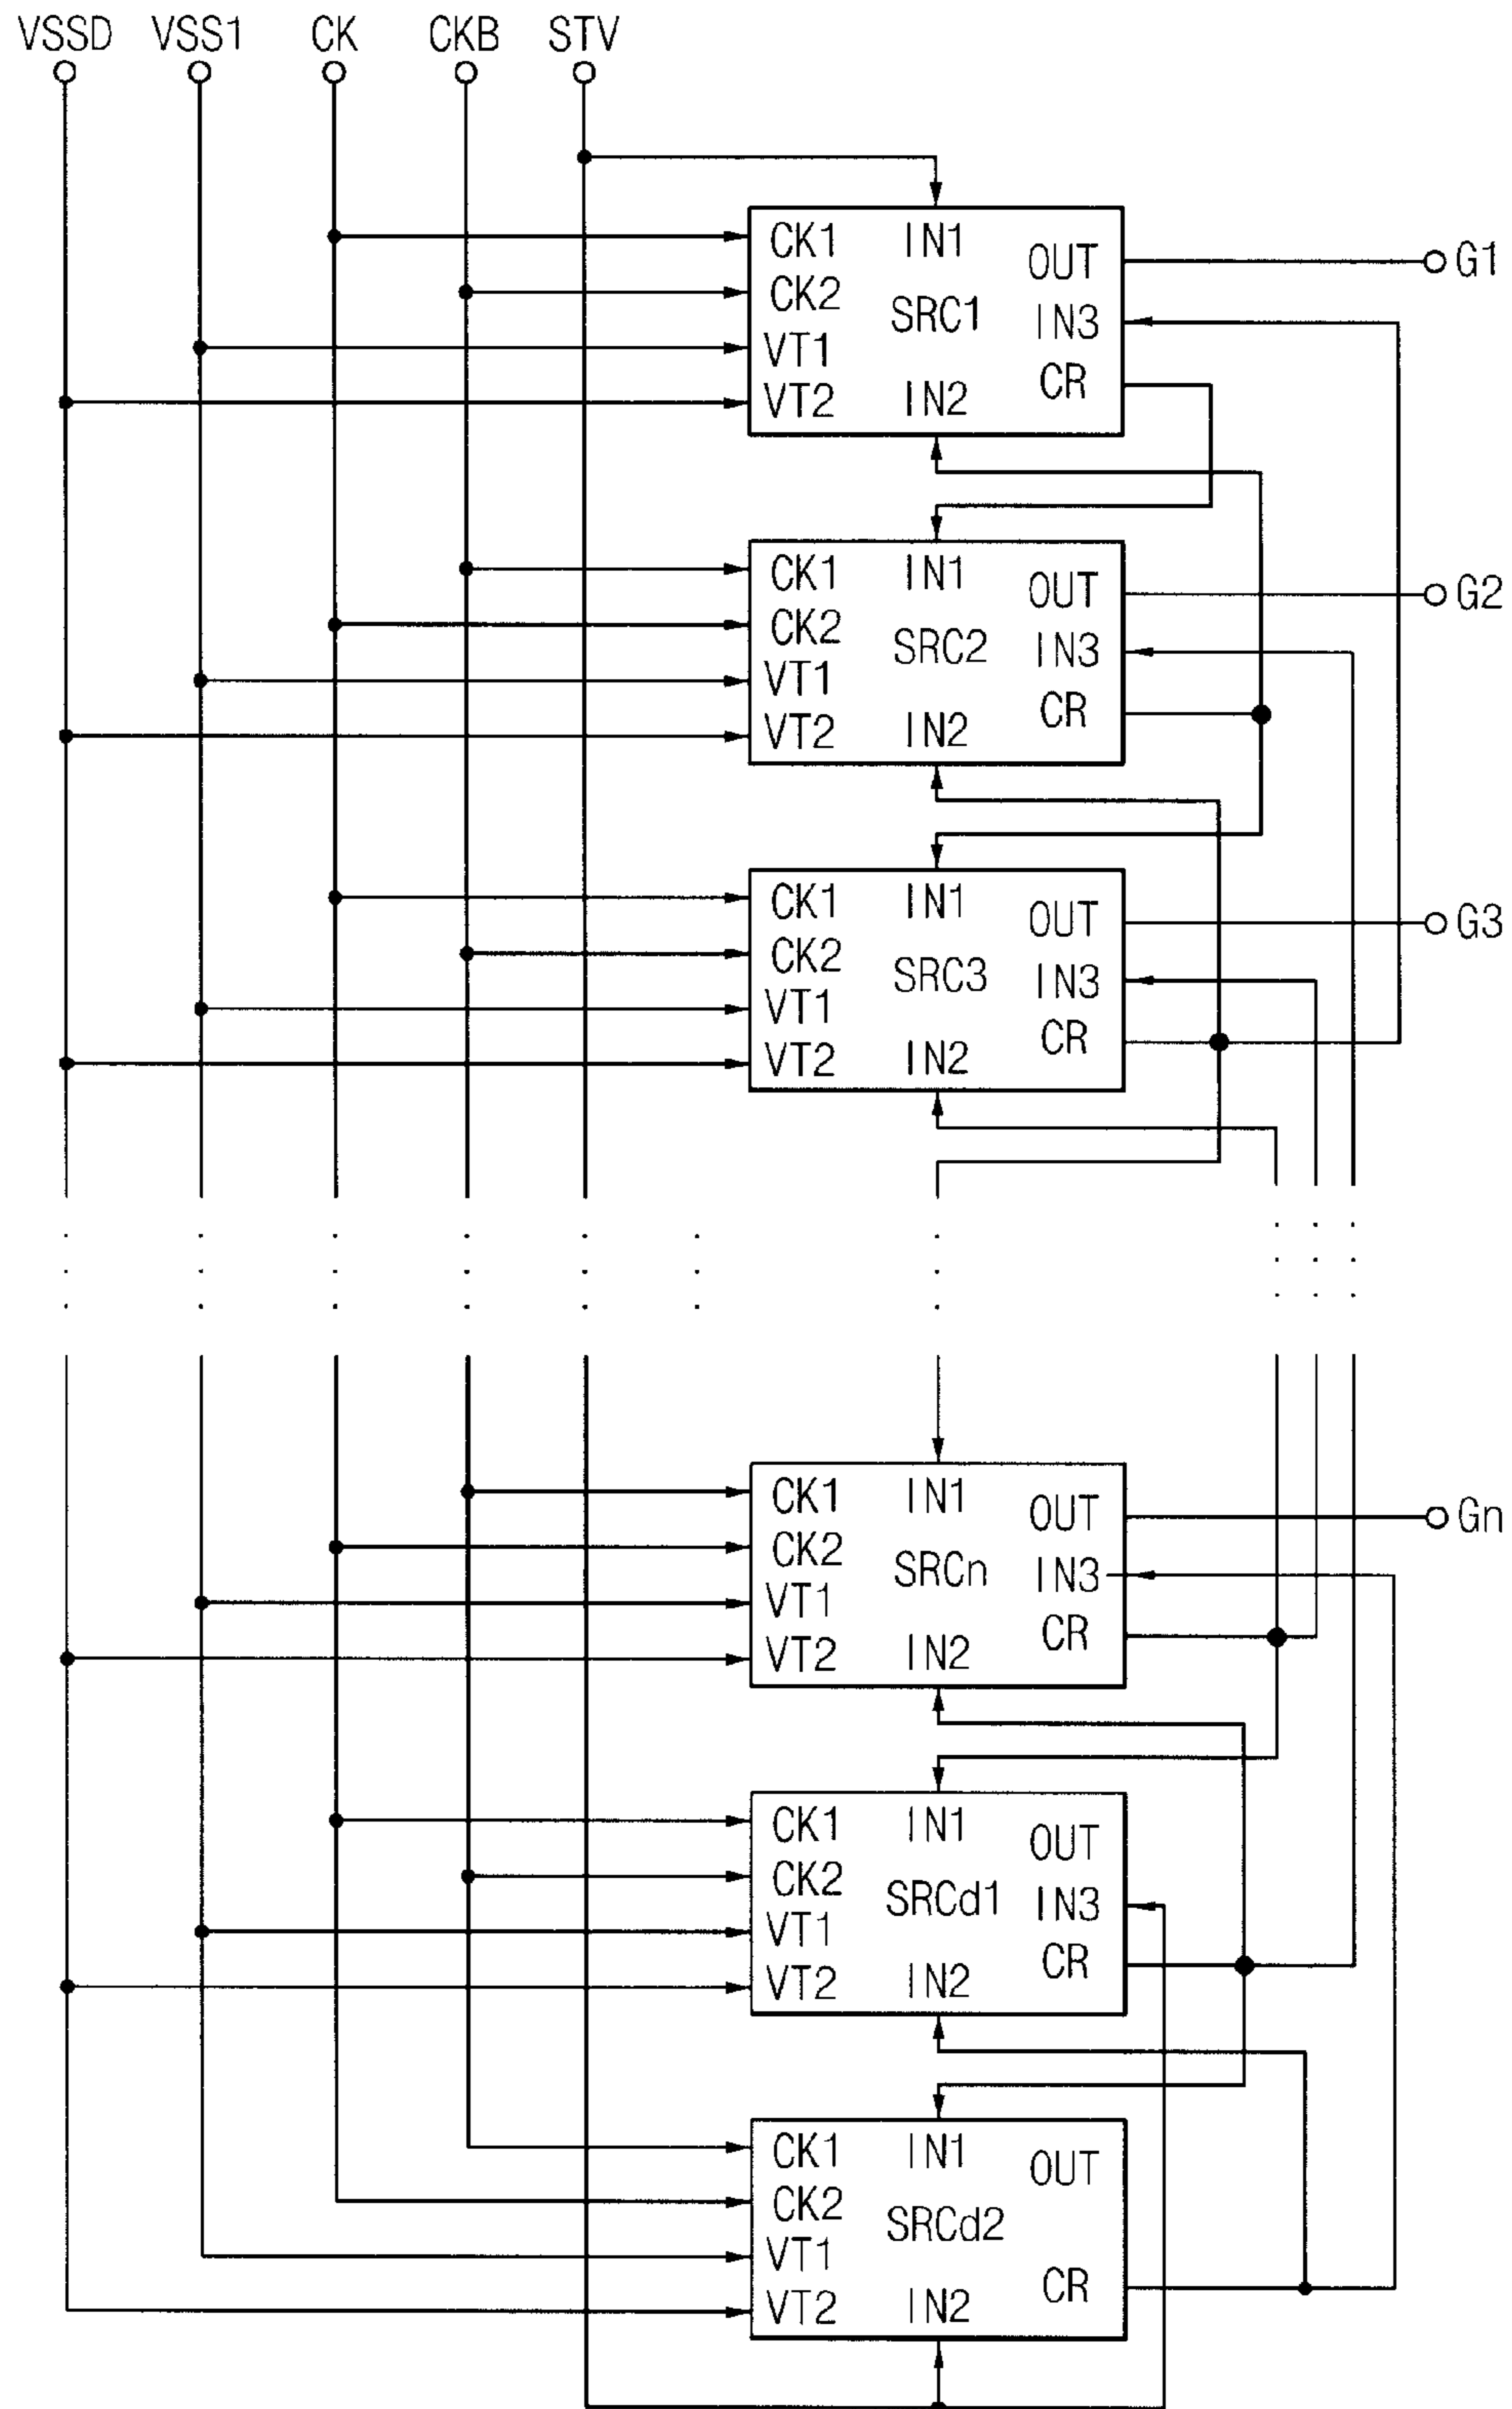 VSSD VSS1 CK CKB STV
CK1 IN1 OUT G1
CK2 SRC1 IN3
VT1 CR
VT2 IN2
CK1 IN1 OUT G2
CK2 SRC2 IN3
VT1 CR
VT2 IN2
CK1 IN1 OUT G3
CK2 SRC3 IN3
VT1 CR
VT2 IN2
CK1 IN1 OUT Gn
CK2 SRCn IN3
VT1 CR
VT2 IN2
CK1 IN1 OUT
CK2 SRCd1 IN3
VT1 CR
VT2 IN2
CK1 IN1 OUT
CK2 SRCd2
VT1 CR
VT2 IN2